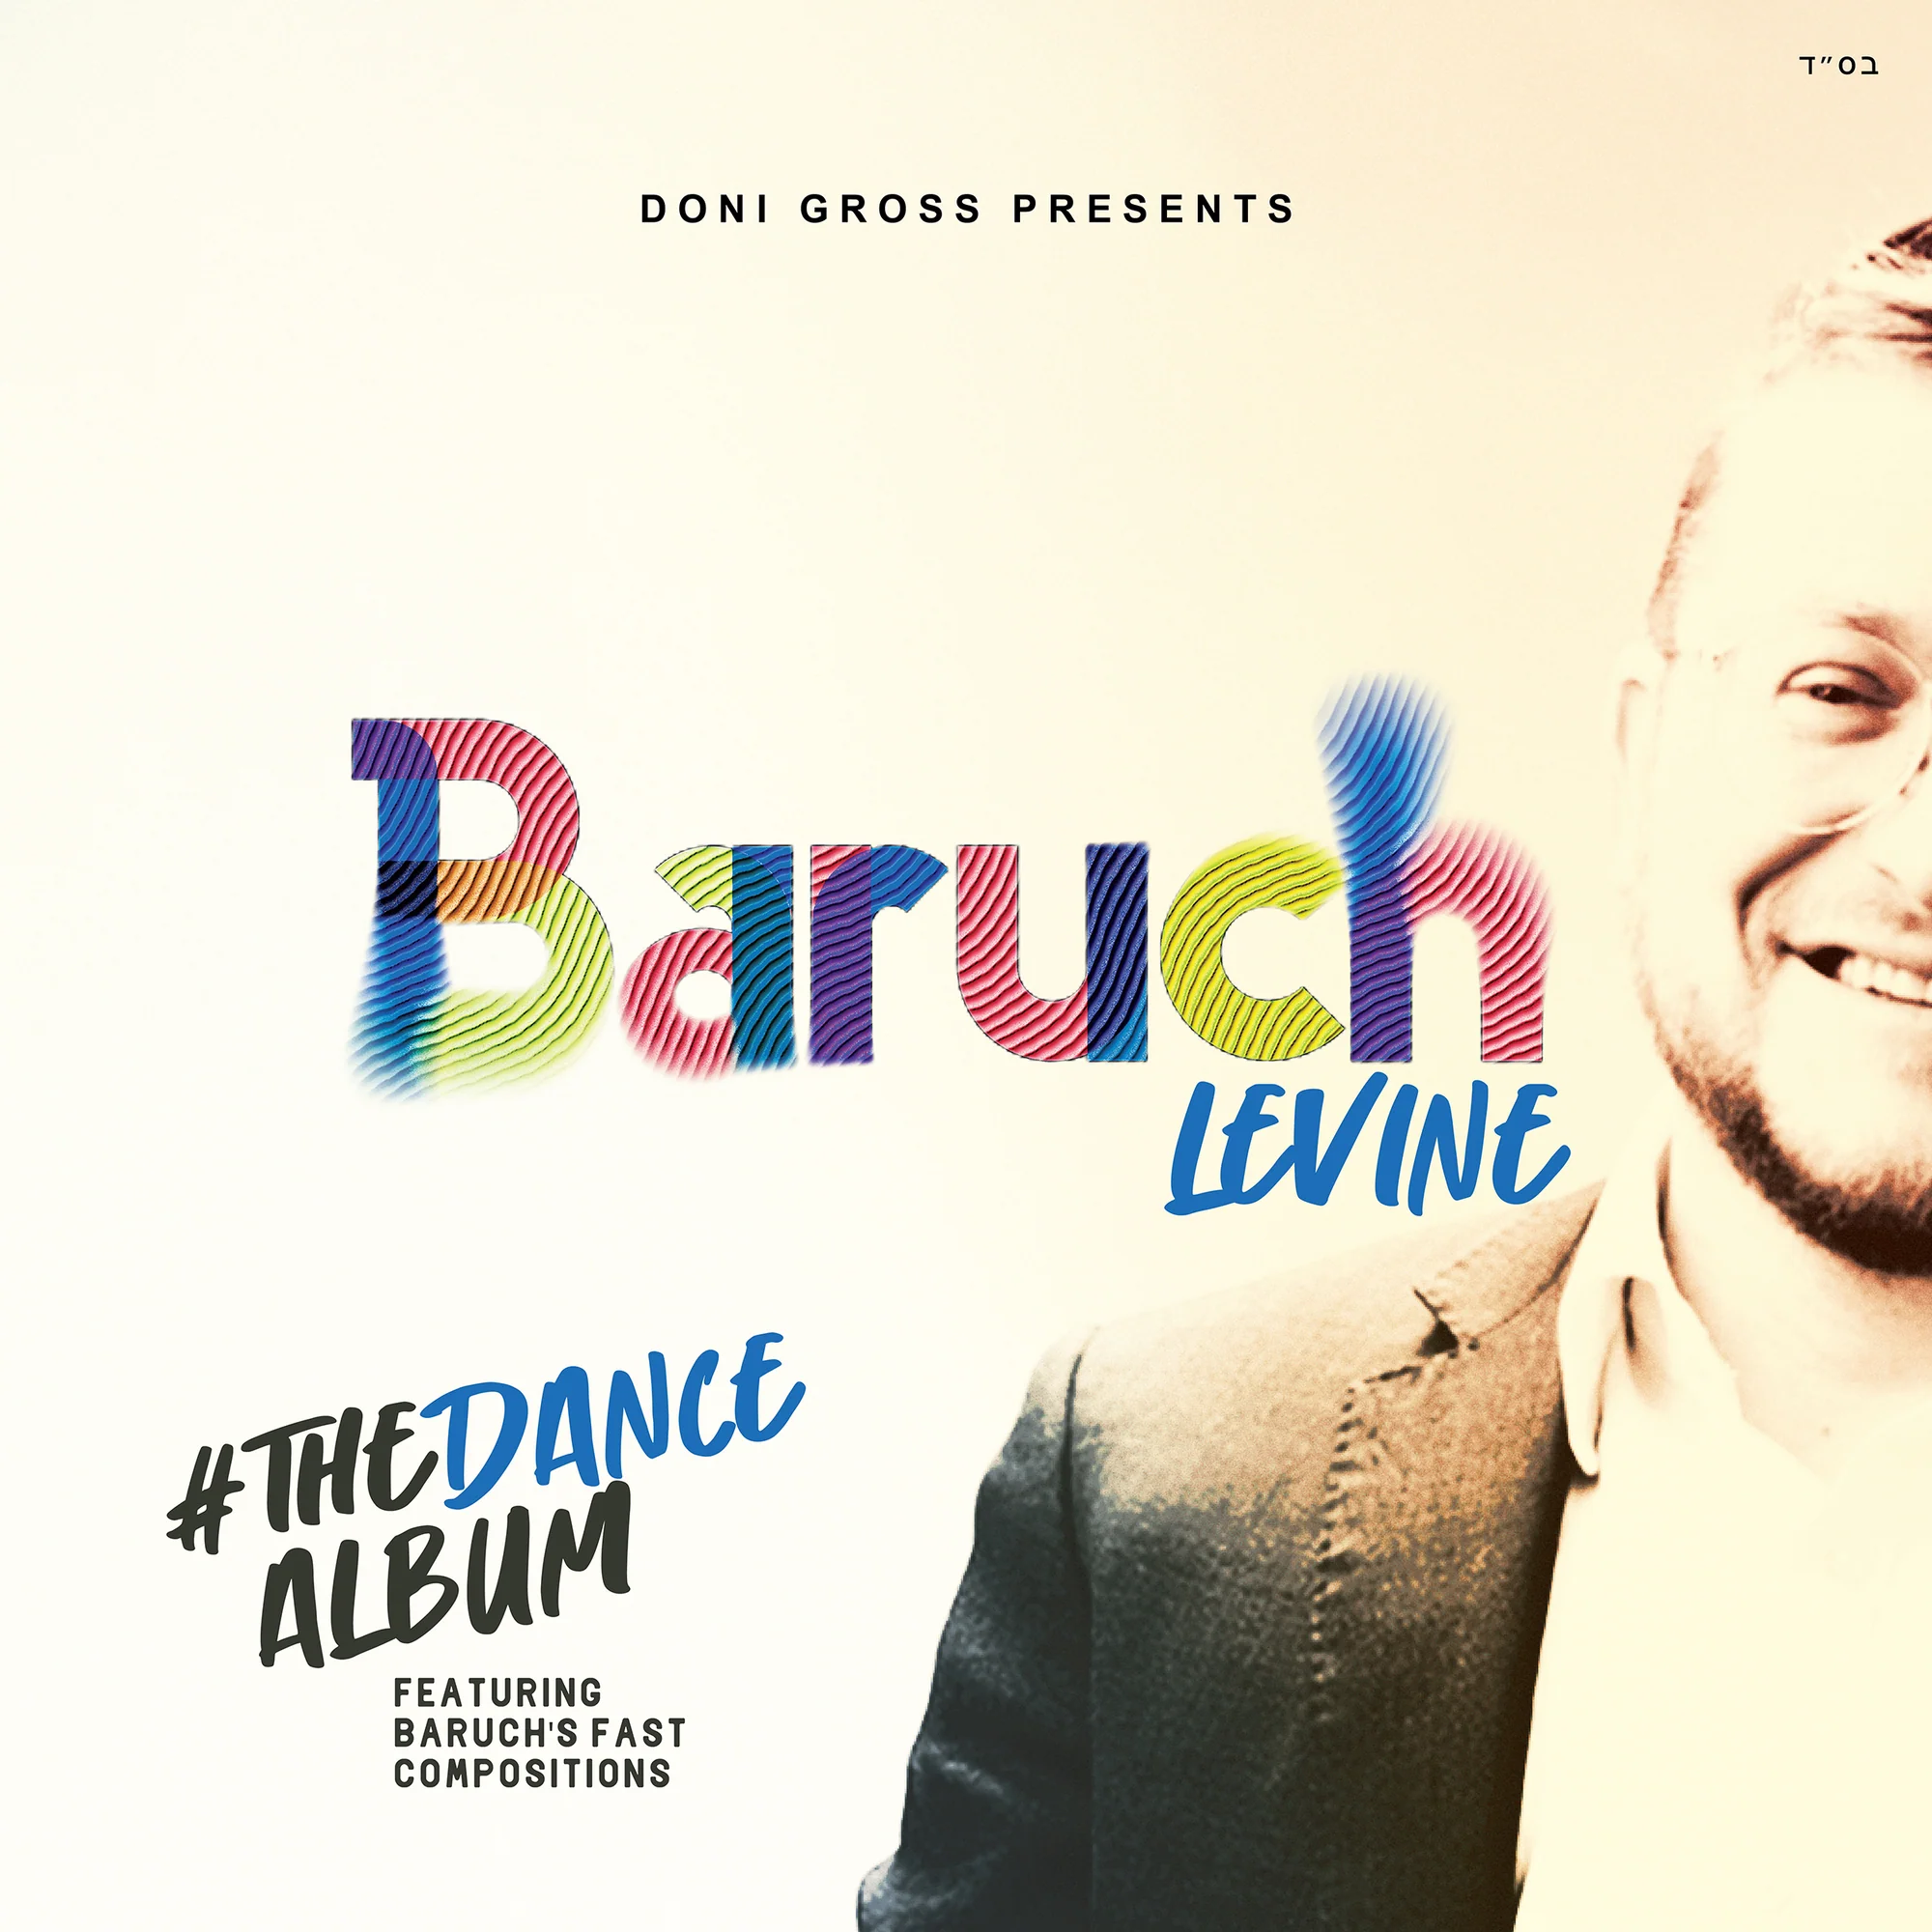 בס״ד
DONI GROSS PRESENTS
Baruch
LEVINE
#THEDANCE
ALBUM
FEATURING
BARUCH'S FAST
COMPOSITIONS